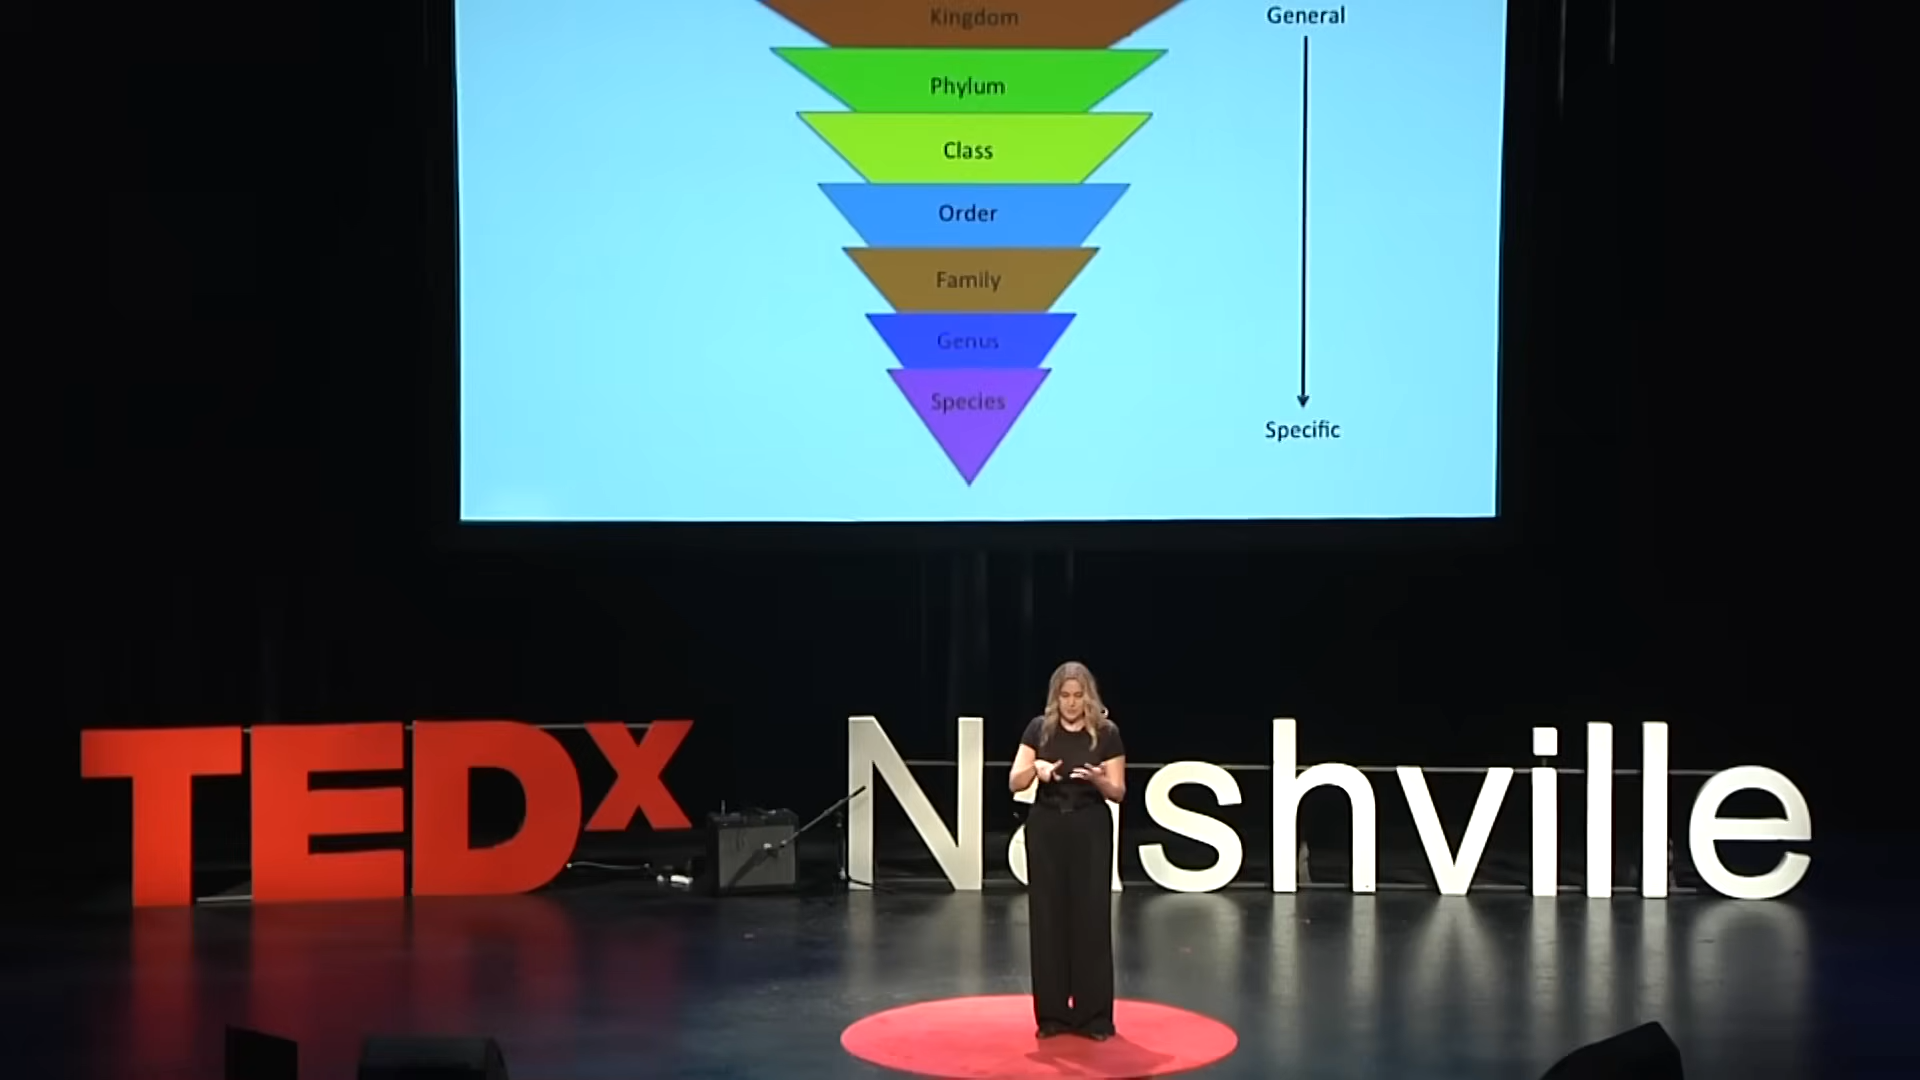 Kingdom
General
Phylum
Class
Order
Family
Genus
Species
Specific
TEDx Nashville